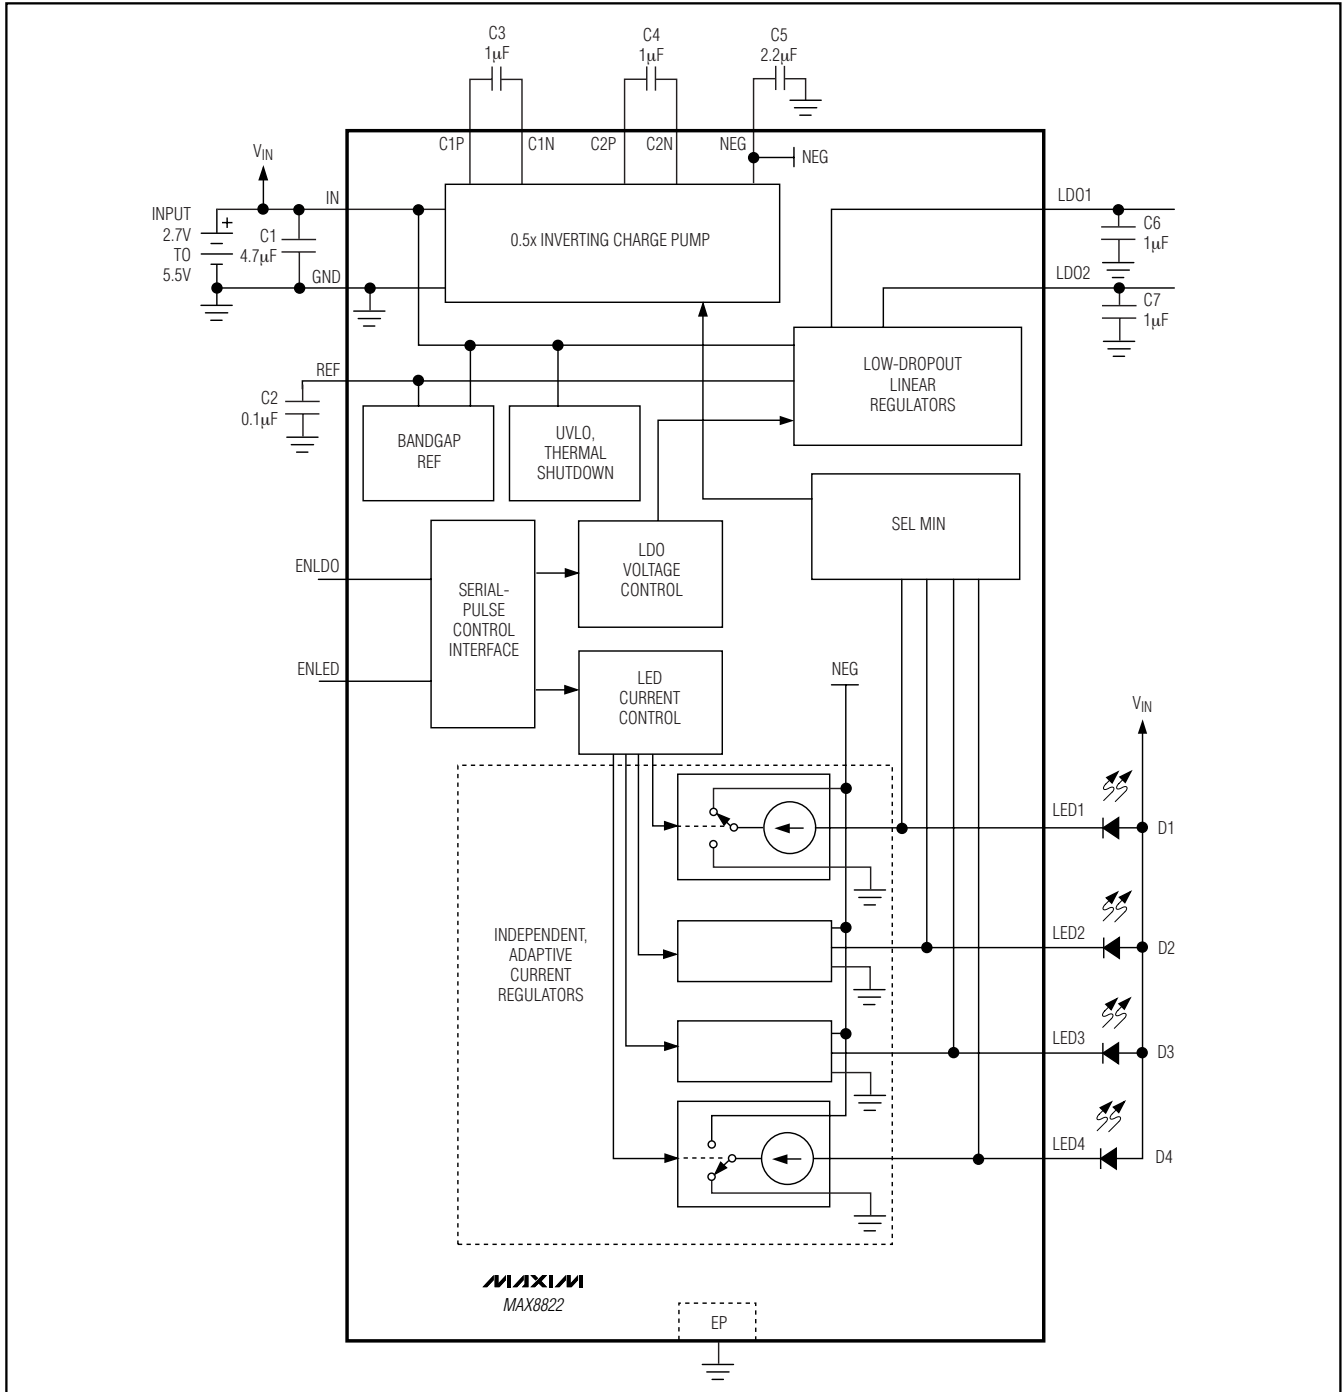 C3
1µF
C4
1µF
C5
2.2µF
C1P
C1N
C2P
C2N
NEG
NEG
VIN
IN
LDO1
INPUT
2.7V
TO
5.5V
+
C1
4.7µF
0.5x INVERTING CHARGE PUMP
C6
1µF
GND
LDO2
C7
1µF
REF
C2
0.1µF
LOW-DROPOUT
LINEAR
REGULATORS
BANDGAP
REF
UVLO,
THERMAL
SHUTDOWN
SEL MIN
ENLDO
SERIAL-
PULSE
CONTROL
INTERFACE
LDO
VOLTAGE
CONTROL
ENLED
LED
CURRENT
CONTROL
NEG
VIN
LED1
D1
INDEPENDENT,
ADAPTIVE
CURRENT
REGULATORS
LED2
D2
LED3
D3
LED4
D4
MAXIM
MAX8822
EP